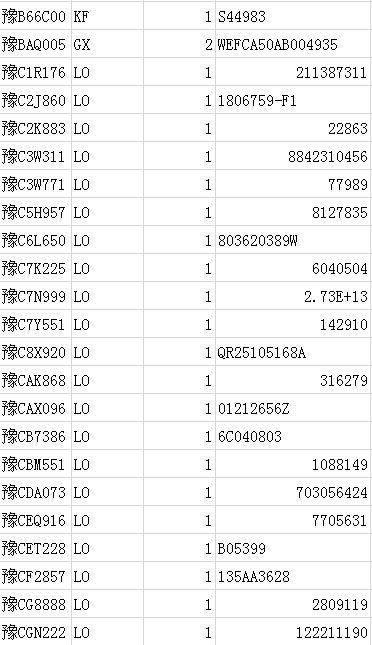 豫B66C00 KF 1 S44983
豫BAQ005 GX 2 WEFCA50AB004935
豫C1R176 LO 1 211387311
豫C2J860 LO 1 1806759-F1
豫C2K883 LO 1 22863
豫C3W311 LO 1 8842310456
豫C3W771 LO 1 77989
豫C5H957 LO 1 8127835
豫C6L650 LO 1 803620389W
豫C7K225 LO 1 6040504
豫C7N999 LO 1 2.73E+13
豫C7Y551 LO 1 142910
豫C8X920 LO 1 QR25105168A
豫CAK868 LO 1 316279
豫CAX096 LO 1 01212656Z
豫CB7386 LO 1 6C040803
豫CBM551 LO 1 1088149
豫CDA073 LO 1 703056424
豫CEQ916 LO 1 7705631
豫CET228 LO 1 B05399
豫CF2857 LO 1 135AA3628
豫CG8888 LO 1 2809119
豫CGN222 LO 1 122211190